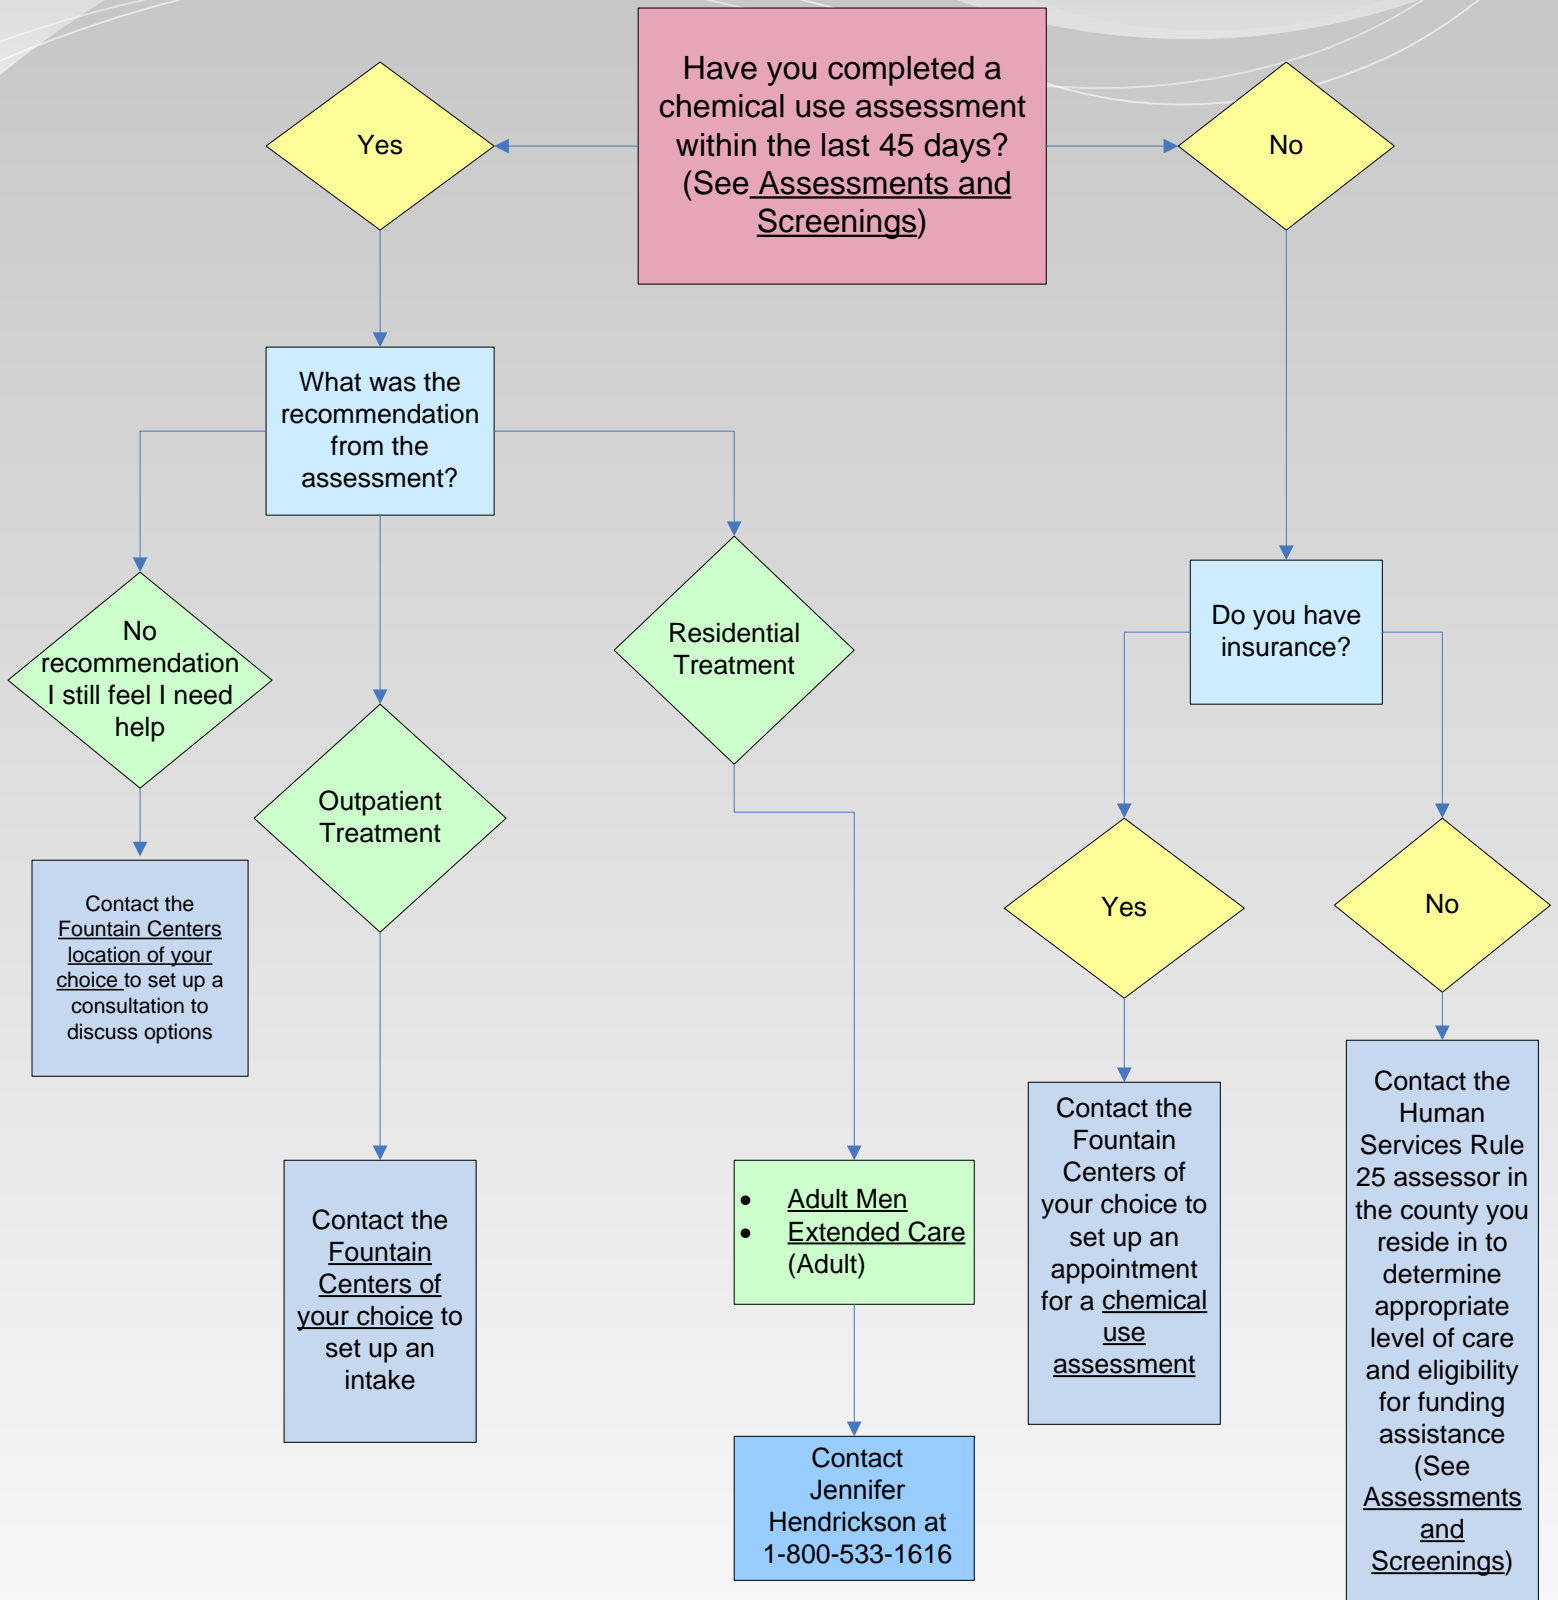 Have you completed a
chemical use assessment
within the last 45 days?
(See Assessments and
Screenings)
Yes
No
What was the
recommendation
from the
assessment?
No
recommendation
I still feel I need
help
Outpatient
Treatment
Residential
Treatment
Do you have
insurance?
Yes
No
Contact the
Fountain Centers
location of your
choice to set up a
consultation to
discuss options
Contact the
Fountain
Centers of
your choice to
set up an
intake
• Adult Men
• Extended Care
(Adult)
Contact
Jennifer
Hendrickson at
1-800-533-1616
Contact the
Fountain
Centers of
your choice to
set up an
appointment
for a chemical
use
assessment
Contact the
Human
Services Rule
25 assessor in
the county you
reside in to
determine
appropriate
level of care
and eligibility
for funding
assistance
(See
Assessments
and
Screenings)